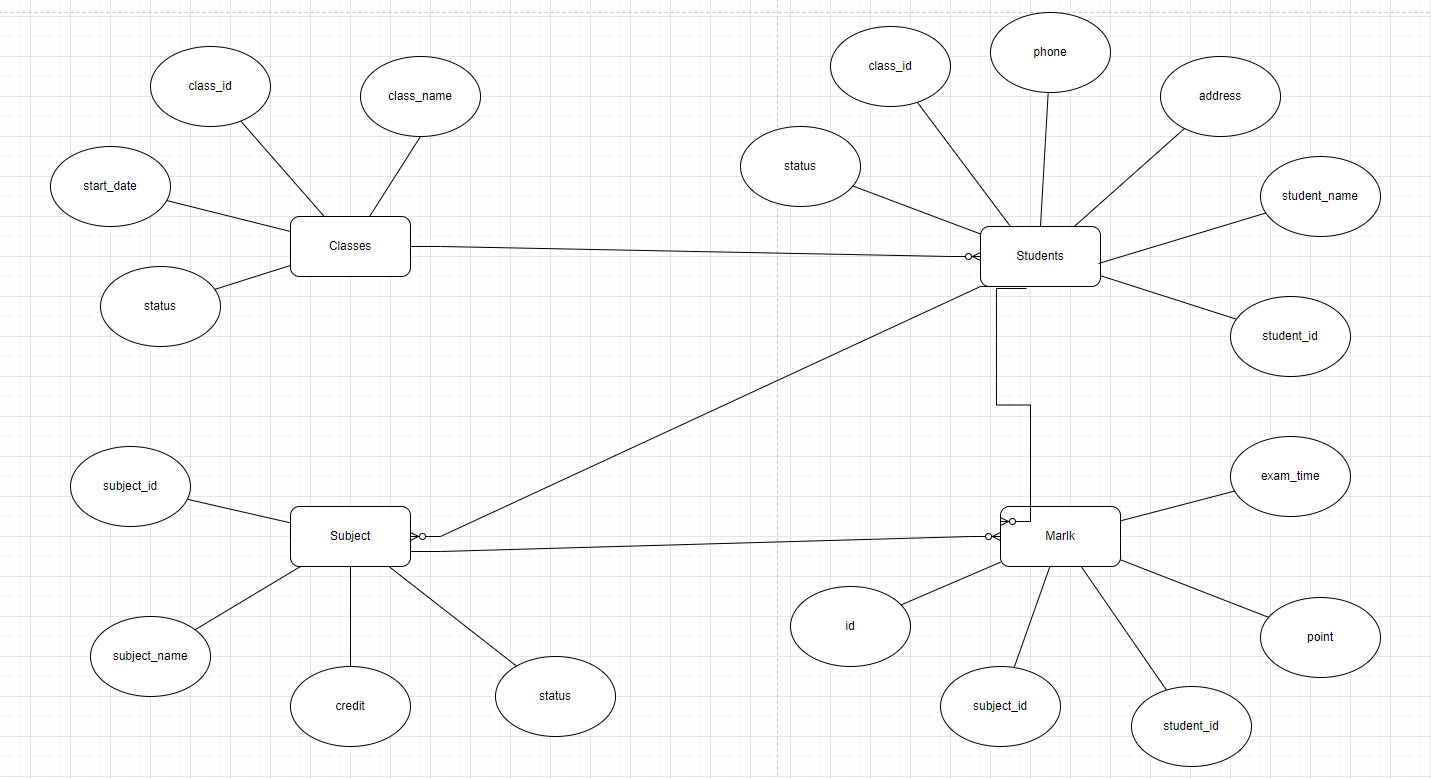 class_id
class_name
start_date
Classes
status
class_id
phone
address
status
student_name
Students
student_id
subject_id
Subject
subject_name
credit
status
exam_time
Marlk
id
point
subject_id
student_id